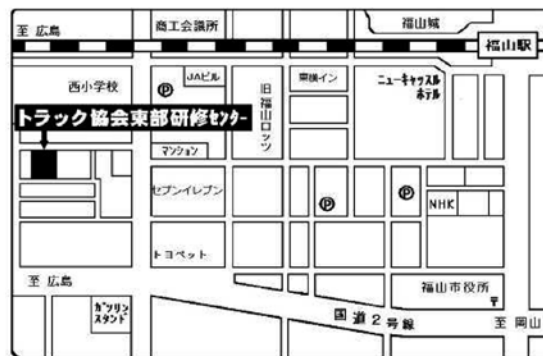 商工会議所
福山城
至 広島
福山駅
西小学校
JAビル
東横イン
ニューキャッスル
ホテル
Ⓟ
旧福山ロッツ
トラック協会東部研修センター
マンション
セブンイレブン
Ⓟ
Ⓟ
NHK
トヨペット
至 広島
福山市役所
〒
ガソリン
スタンド
国道2号線
至 岡山